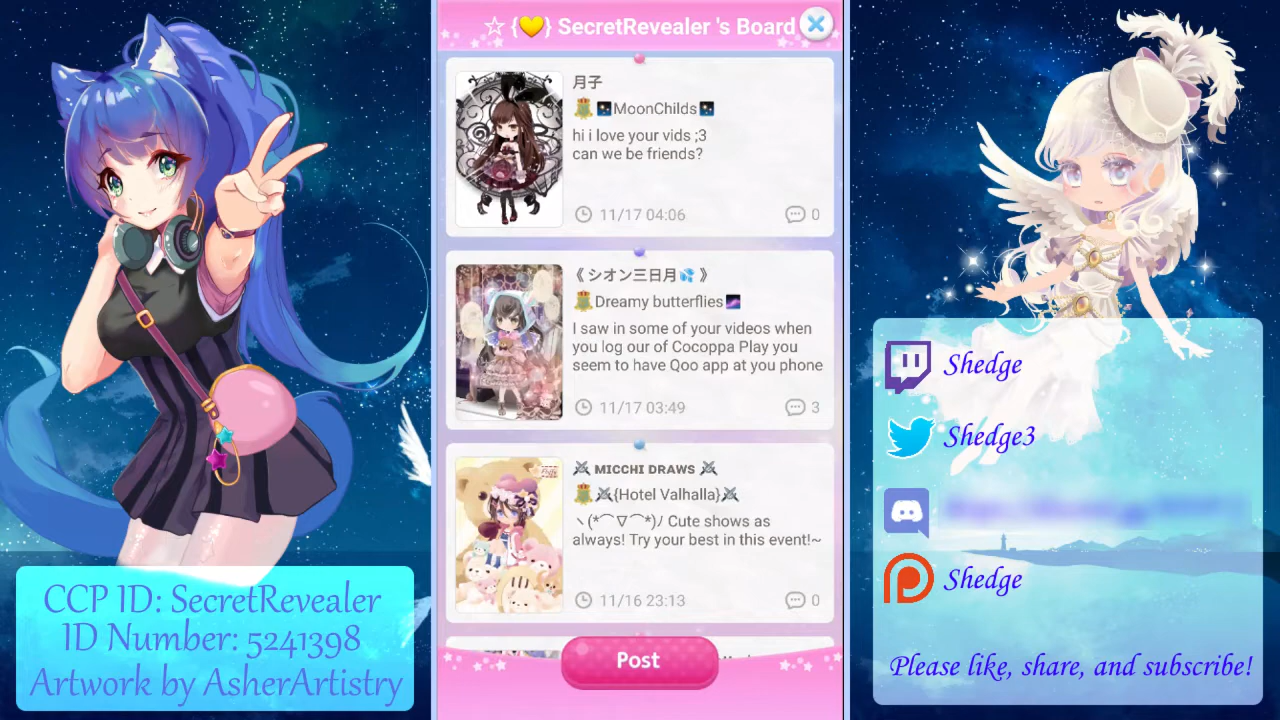 ☆ {💛} SecretRevealer 's Board
月子
MoonChilds
hi i love your vids ;3
can we be friends?
11/17 04:06
0
《 シオン三日月💦 》
Dreamy butterflies
I saw in some of your videos when
you log our of Cocoppa Play you
seem to have Qoo app at you phone
11/17 03:49
3
⚔ MICCHI DRAWS ⚔
⚔{Hotel Valhalla}⚔
ヽ(*⌒▽⌒*)ﾉ Cute shows as
always! Try your best in this event!~
11/16 23:13
0
Post
CCP ID: SecretRevealer
ID Number: 5241398
Artwork by AsherArtistry
Shedge
Shedge3
Shedge
Please like, share, and subscribe!